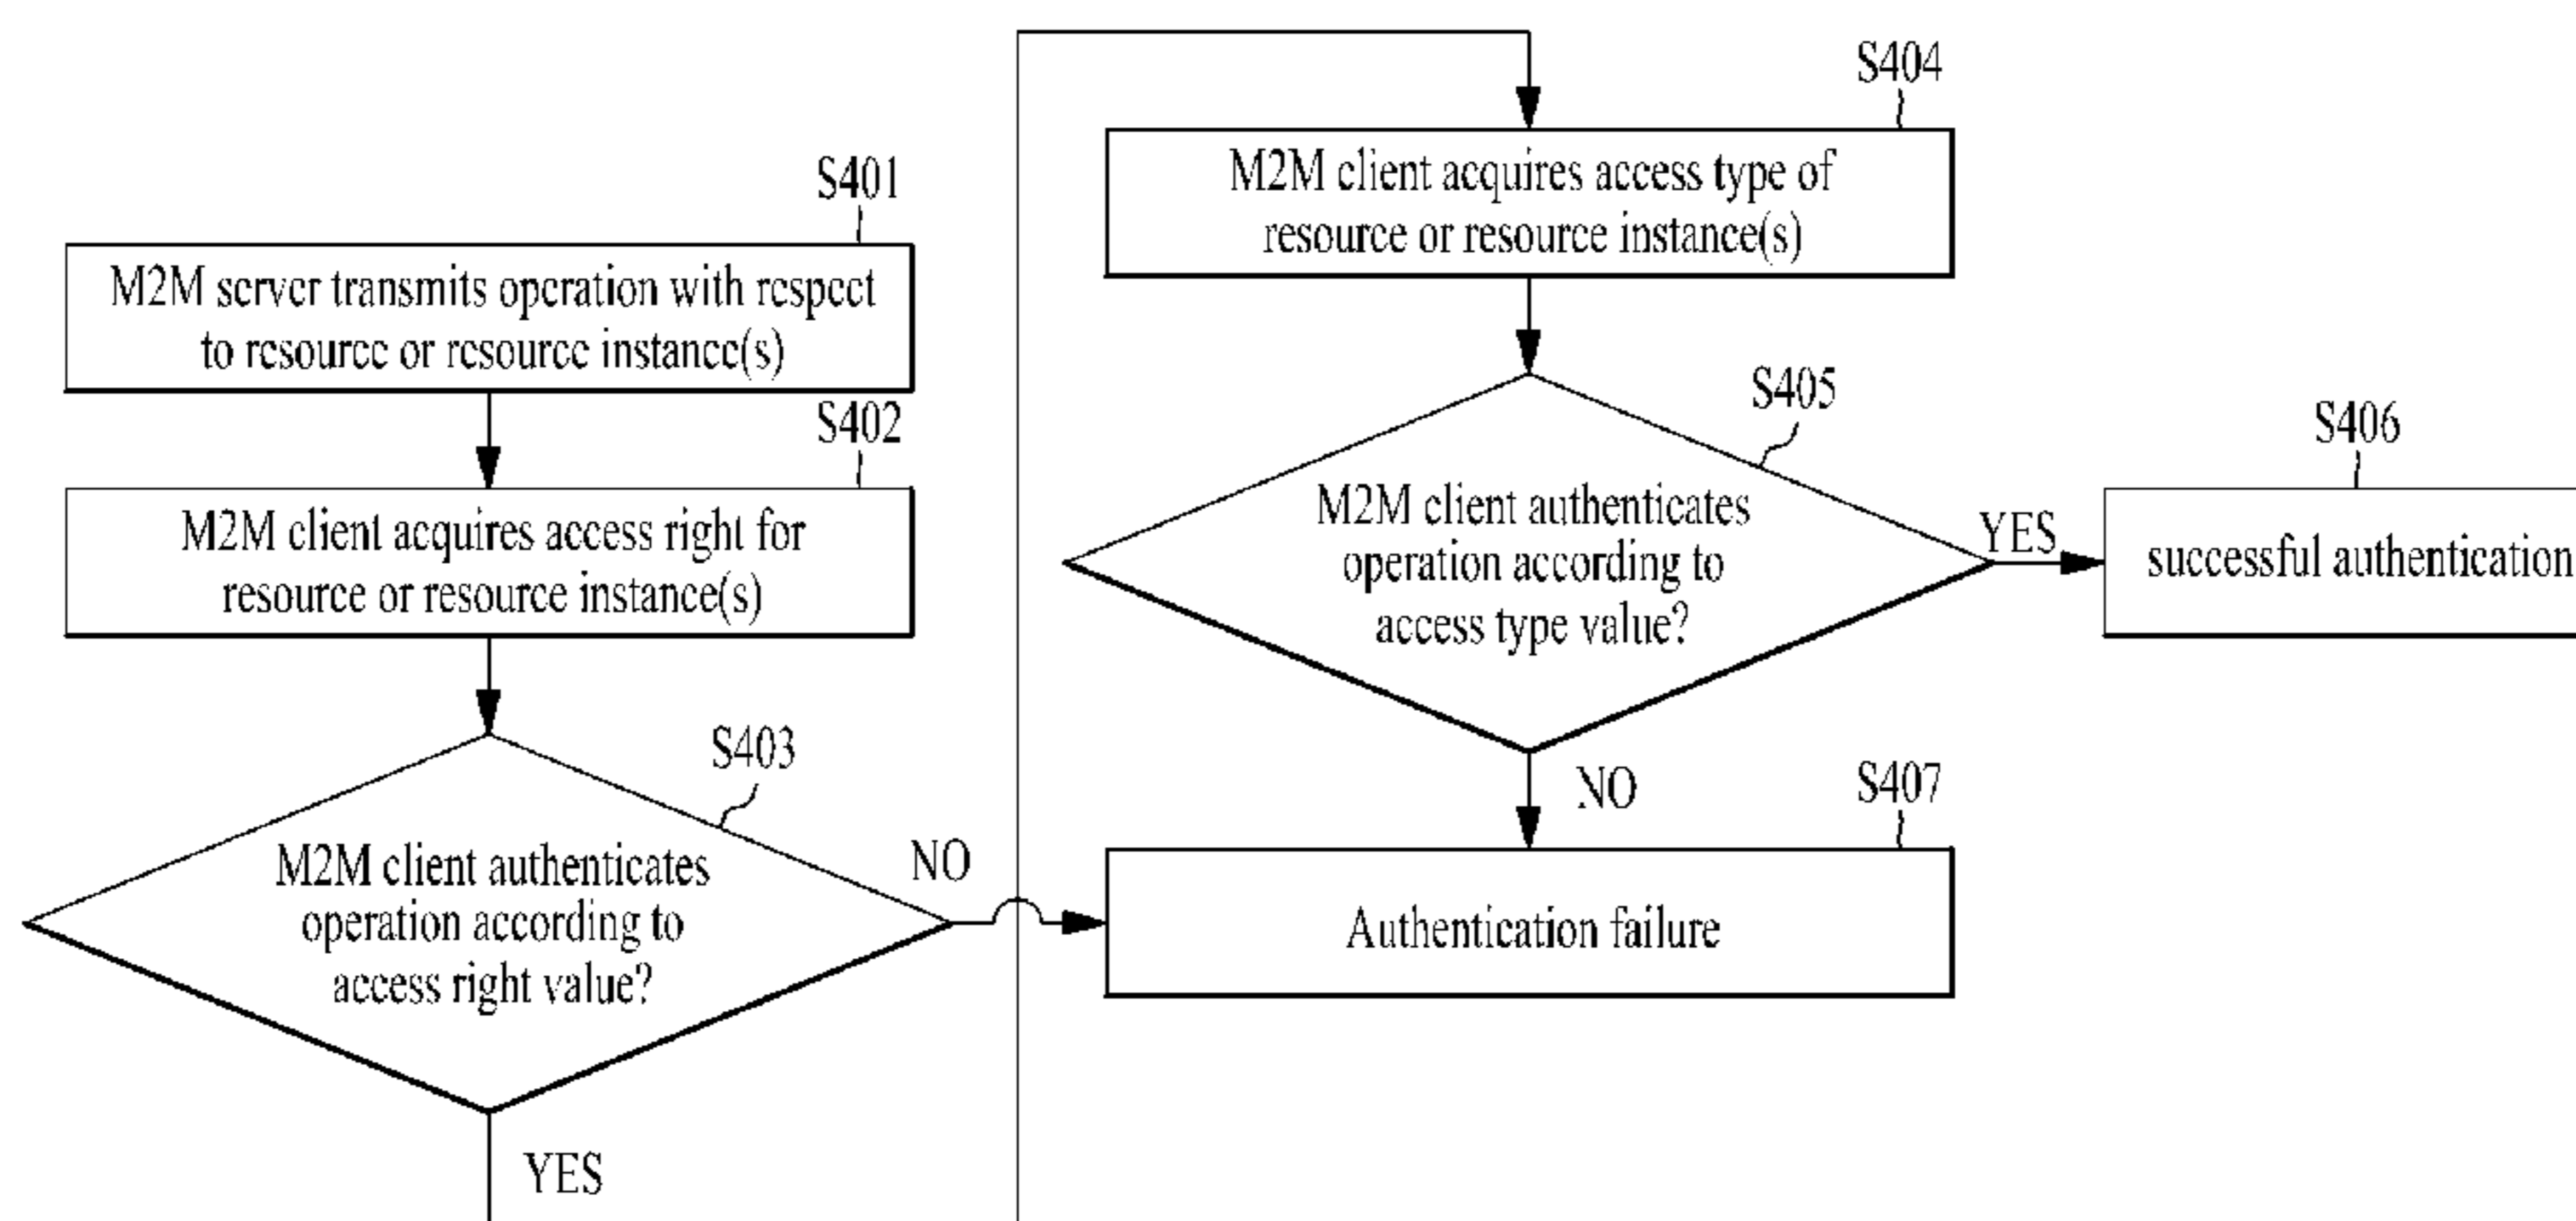 S401
M2M server transmits operation with respect
to resource or resource instance(s)
S402
M2M client acquires access right for
resource or resource instance(s)
S403
M2M client authenticates
operation according to
access right value?
NO
YES
S404
M2M client acquires access type of
resource or resource instance(s)
S405
M2M client authenticates
operation according to
access type value?
YES
NO
S406
successful authentication
S407
Authentication failure